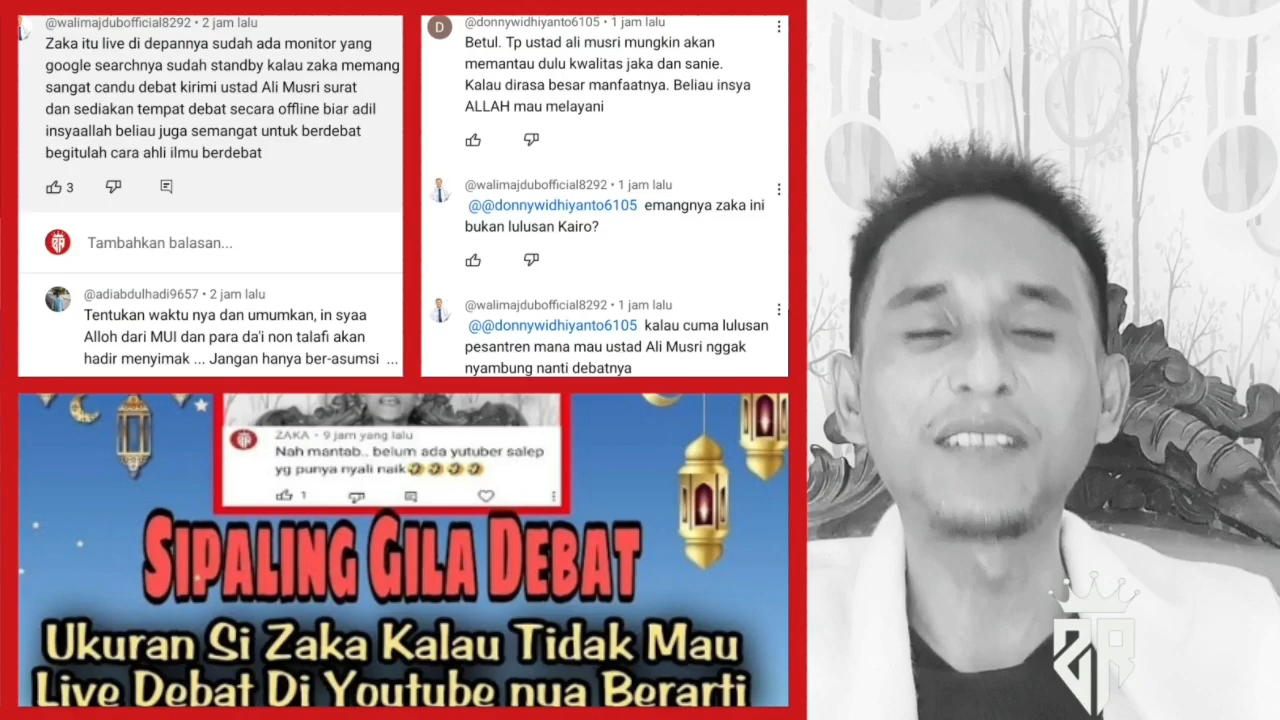 @walimajdubofficial8292 • 2 jam lalu
Zaka itu live di depannya sudah ada monitor yang
google searchnya sudah standby kalau zaka memang
sangat candu debat kirimi ustad Ali Musri surat
dan sediakan tempat debat secara offline biar adil
insyaallah beliau juga semangat untuk berdebat
begitulah cara ahli ilmu berdebat
3
Tambahkan balasan...
@adiabdulhadi9657 • 2 jam lalu
Tentukan waktu nya dan umumkan, in syaa
Alloh dari MUI dan para da'i non talafi akan
hadir menyimak ... Jangan hanya ber-asumsi ...
D
@donnywidhiyanto6105 • 1 jam lalu
Betul. Tp ustad ali musri mungkin akan
memantau dulu kwalitas jaka dan sanie.
Kalau dirasa besar manfaatnya. Beliau insya
ALLAH mau melayani
@walimajdubofficial8292 • 1 jam lalu
@@donnywidhiyanto6105 emangnya zaka ini
bukan lulusan Kairo?
@walimajdubofficial8292 • 1 jam lalu
@@donnywidhiyanto6105 kalau cuma lulusan
pesantren mana mau ustad Ali Musri nggak
nyambung nanti debatnya
ZAKA • 9 jam yang lalu
Nah mantab.. belum ada yutuber salep
yg punya nyali naik🤣🤣🤣🤣
1
SIPALING GILA DEBAT
Ukuran Si Zaka Kalau Tidak Mau
Live Debat Di Youtube nya Berarti
ZR